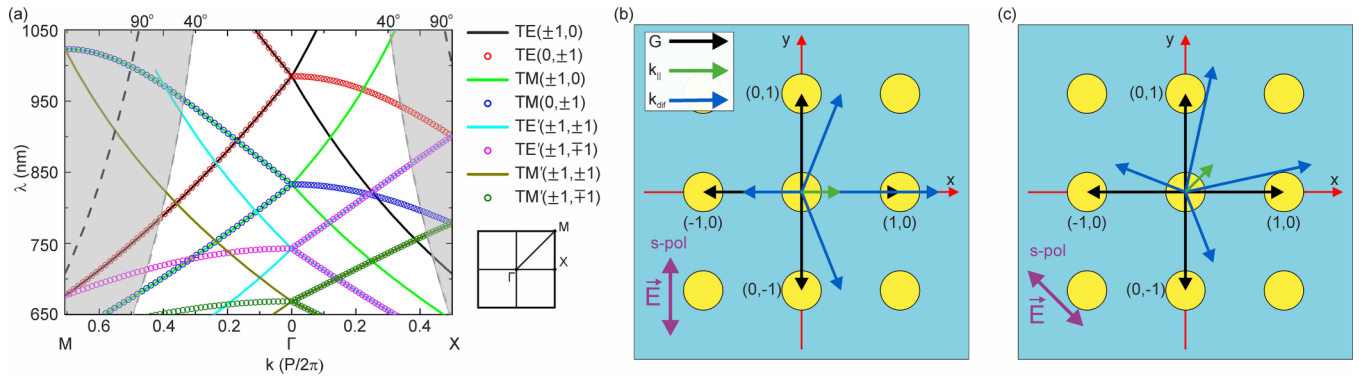 (a)
90° 40° 40° 90°
1050
950
850
750
650
λ (nm)
0.6 0.4 0.2 0 0.2 0.4
M Γ X
k (P/2π)
TE(±1,0)
TE(0,±1)
TM(±1,0)
TM(0,±1)
TE'(±1,±1)
TE'(±1,∓1)
TM'(±1,±1)
TM'(±1,∓1)
M
X
Γ
(b)
G
k||
kdif
y
(0,1)
x
(-1,0)
(1,0)
s-pol
E
(0,-1)
(c)
y
(0,1)
x
(-1,0)
(1,0)
s-pol
E
(0,-1)